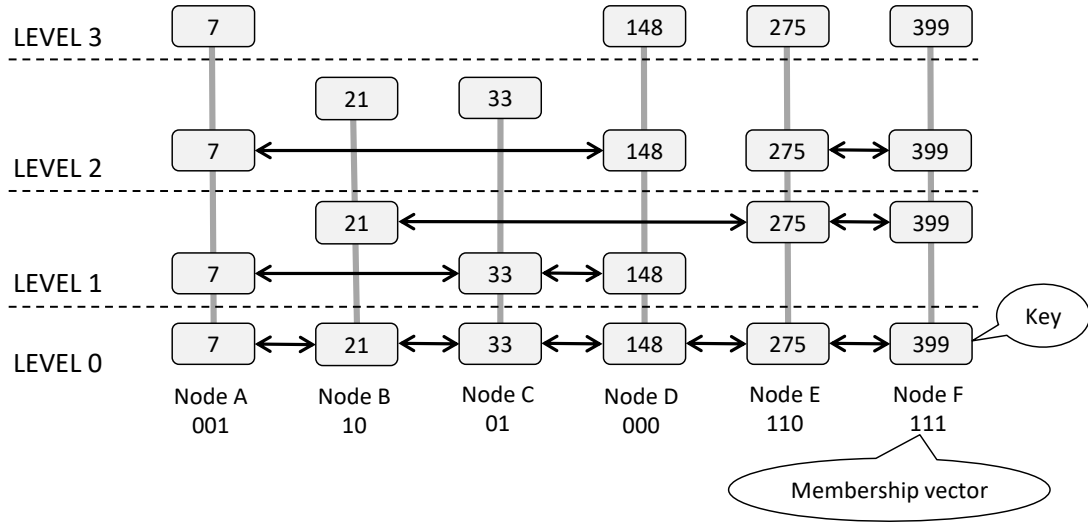 LEVEL 3
7 148 275 399
21 33
LEVEL 2
7 148 275 399
21 275 399
LEVEL 1
7 33 148
Key
LEVEL 0
7 21 33 148 275 399
Node A Node B Node C Node D Node E Node F
001 10 01 000 110 111
Membership vector